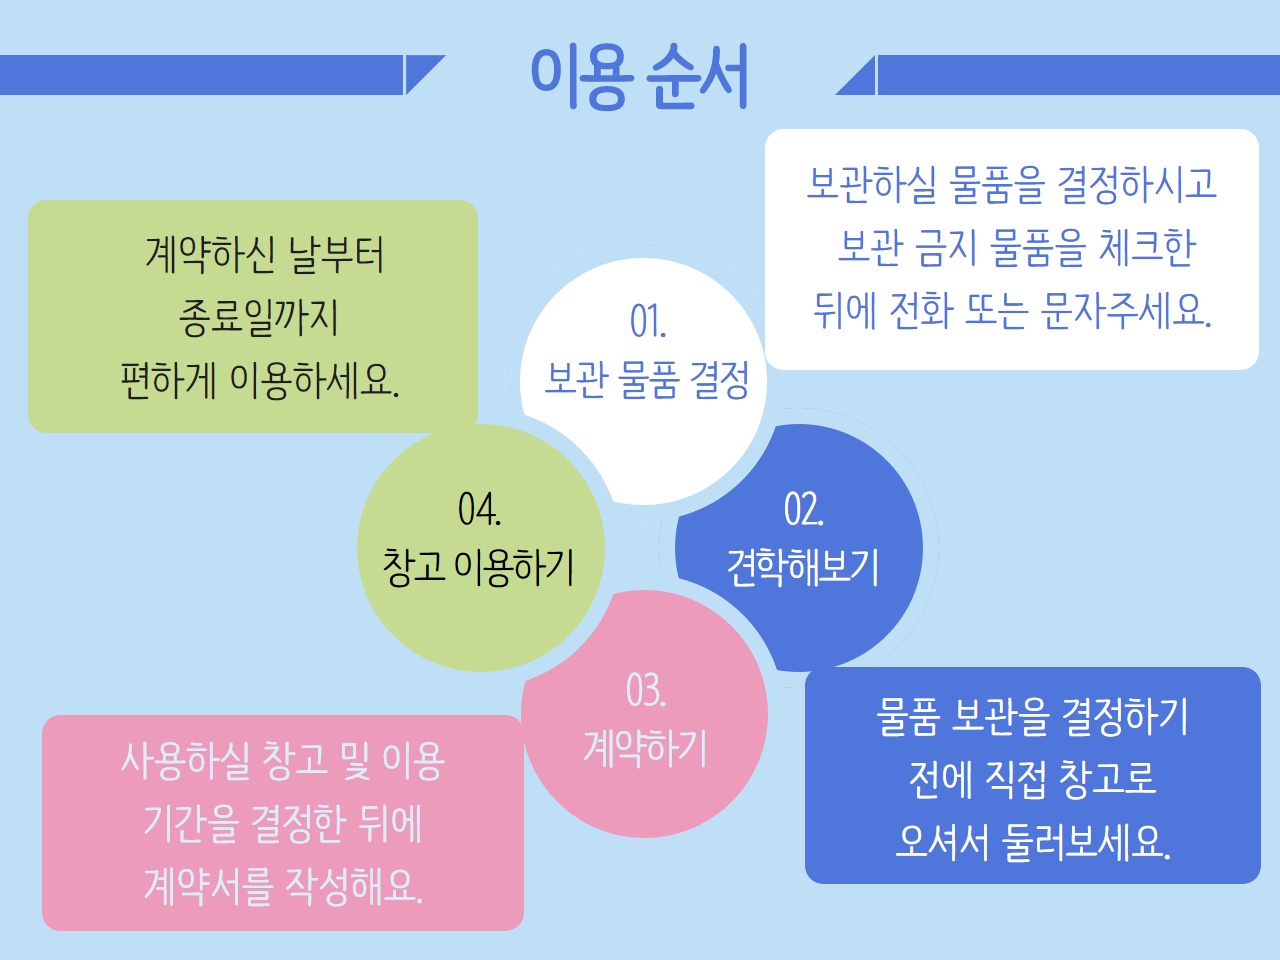 이용 순서
01.
보관 물품 결정
보관하실 물품을 결정하시고
보관 금지 물품을 체크한
뒤에 전화 또는 문자주세요.
02.
견학해보기
물품 보관을 결정하기
전에 직접 창고로
오셔서 둘러보세요.
03.
계약하기
사용하실 창고 및 이용
기간을 결정한 뒤에
계약서를 작성해요.
04.
창고 이용하기
계약하신 날부터
종료일까지
편하게 이용하세요.